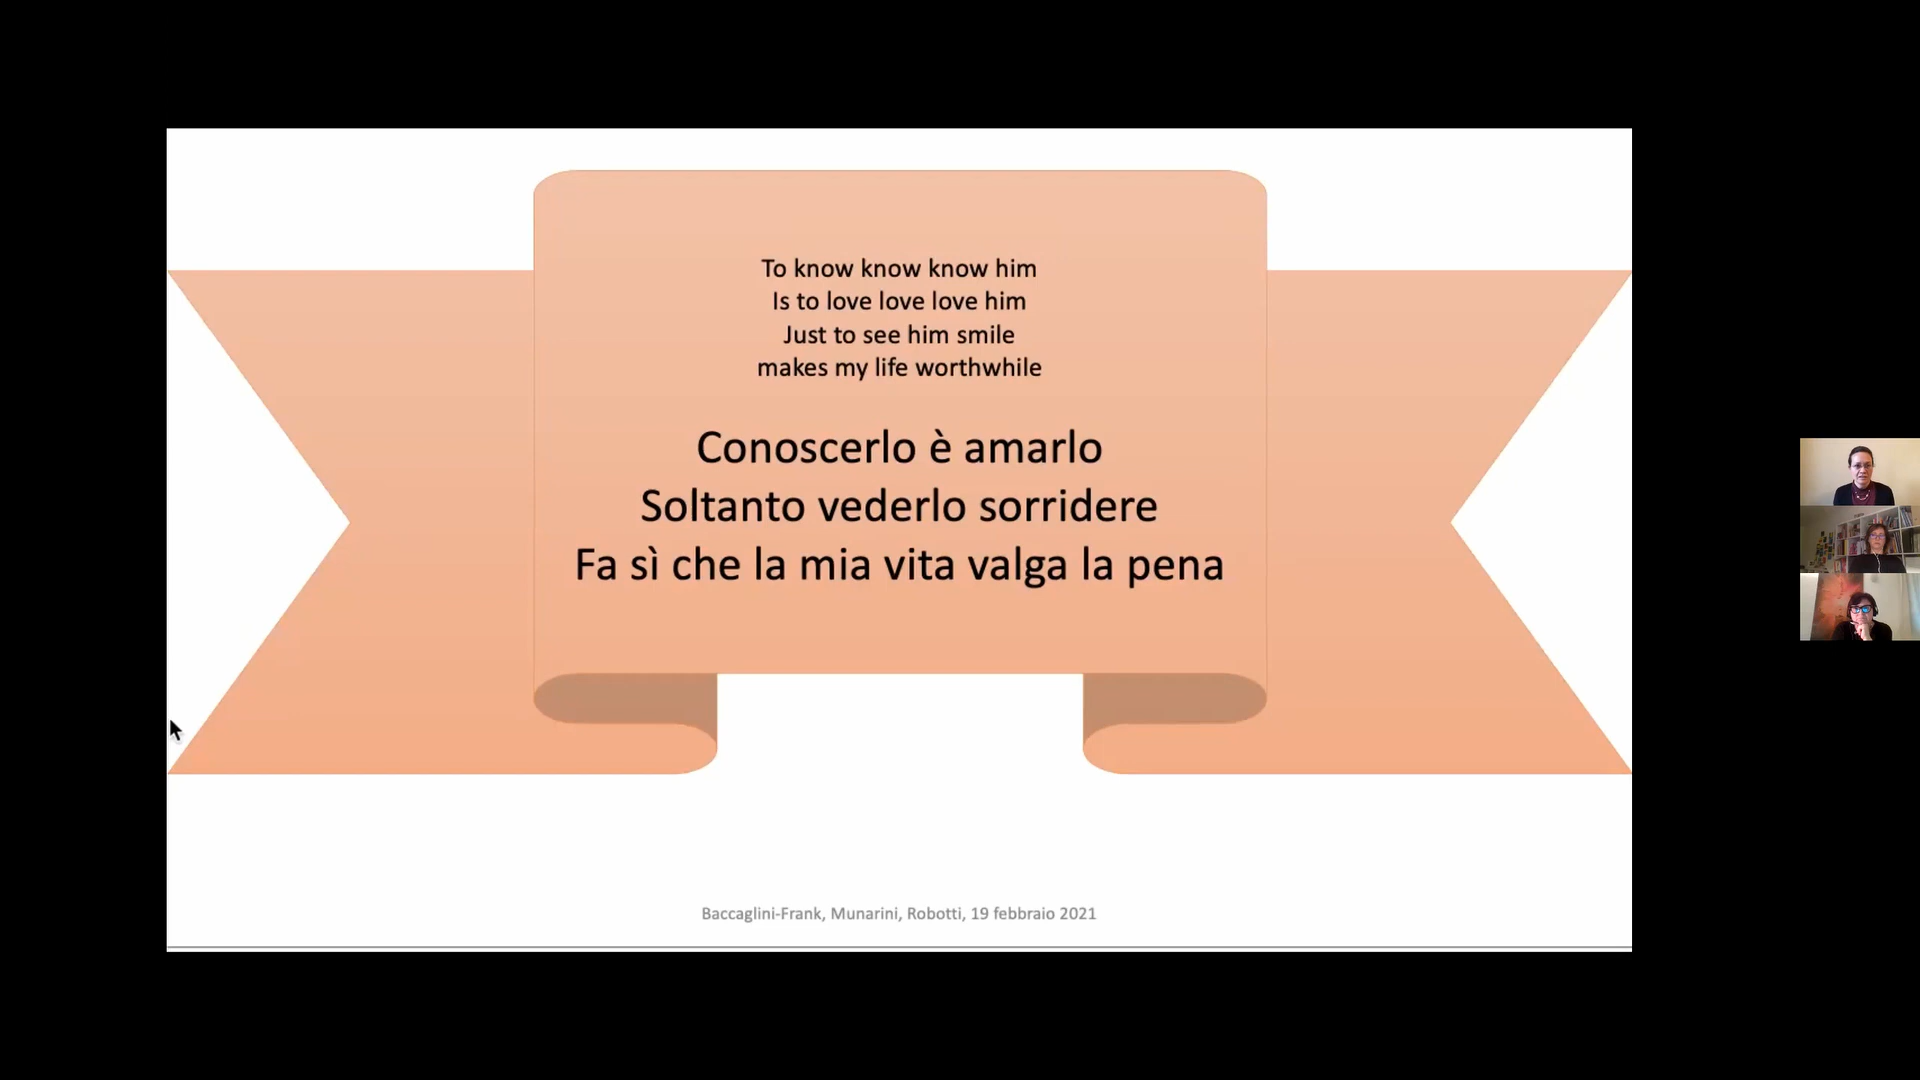 To know know know him
Is to love love love him
Just to see him smile
makes my life worthwhile
Conoscerlo è amarlo
Soltanto vederlo sorridere
Fa sì che la mia vita valga la pena
Baccaglini-Frank, Munarini, Robotti, 19 febbraio 2021